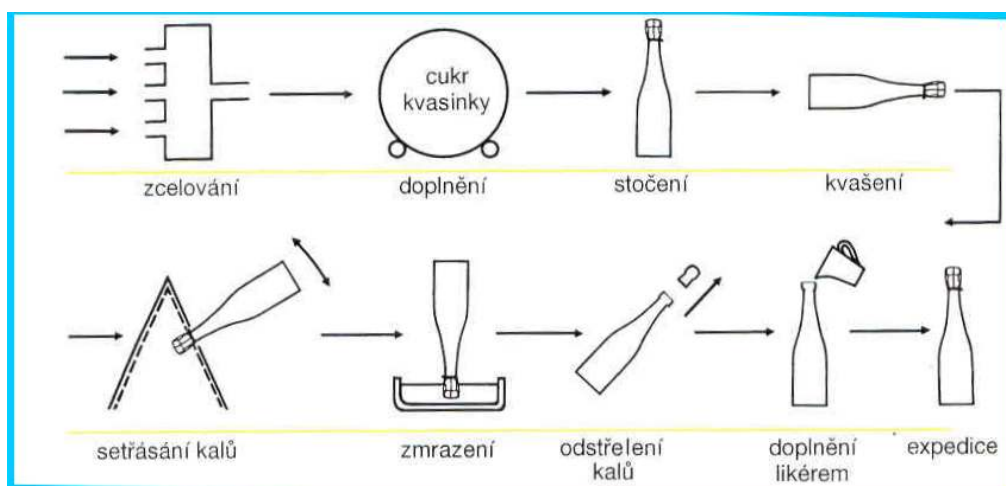 cukr
kvasinky
zcelování
doplnění
stočení
kvašení
setřásání kalů
zmrazení
odstřelení
kalů
doplnění
likérem
expedice